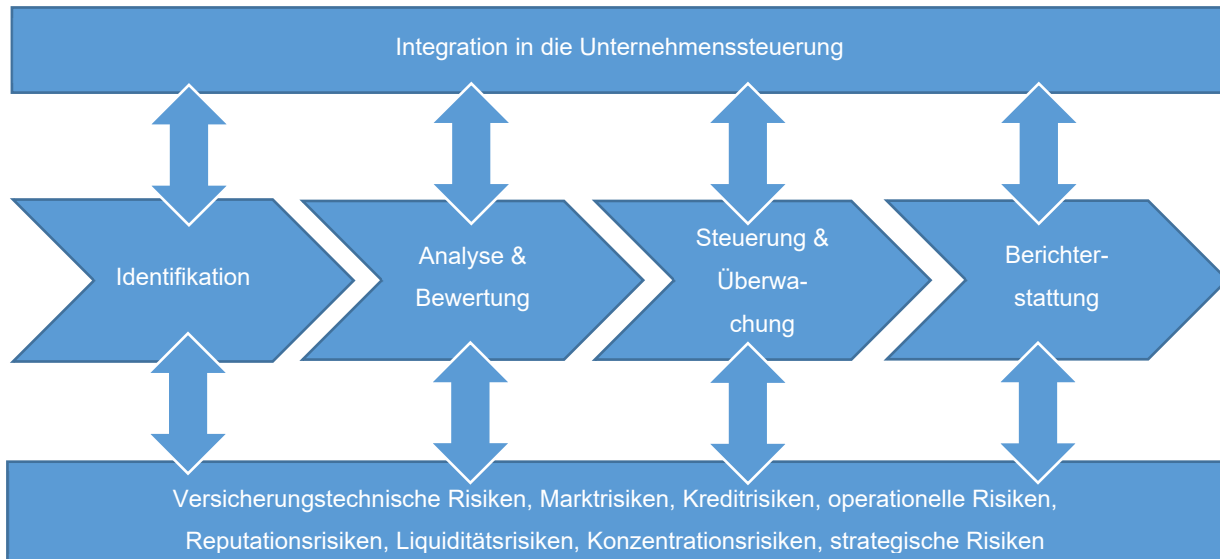 Integration in die Unternehmenssteuerung
Identifikation
Analyse &
Bewertung
Steuerung &
Überwa-
chung
Berichter-
stattung
Versicherungstechnische Risiken, Marktrisiken, Kreditrisiken, operationelle Risiken,
Reputationsrisiken, Liquiditätsrisiken, Konzentrationsrisiken, strategische Risiken